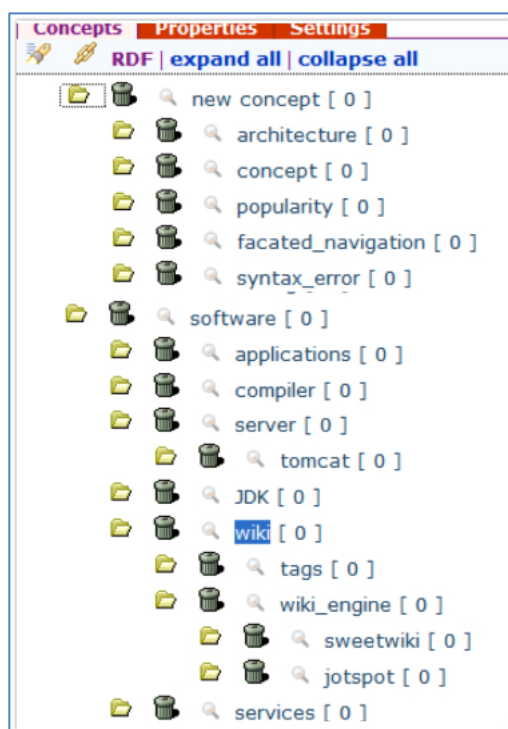 Concepts Properties Settings
RDF | expand all | collapse all
new concept [ 0 ]
architecture [ 0 ]
concept [ 0 ]
popularity [ 0 ]
facated_navigation [ 0 ]
syntax_error [ 0 ]
software [ 0 ]
applications [ 0 ]
compiler [ 0 ]
server [ 0 ]
tomcat [ 0 ]
JDK [ 0 ]
wiki [ 0 ]
tags [ 0 ]
wiki_engine [ 0 ]
sweetwiki [ 0 ]
jotspot [ 0 ]
services [ 0 ]